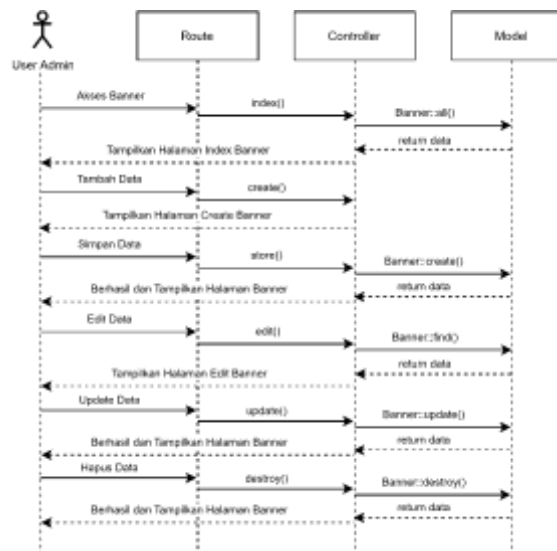 Route
Controller
Model
User Admin
Akses Banner
index()
Banner::all()
return data
Tampilkan Halaman Index Banner
Tambah Data
create()
Tampilkan Halaman Create Banner
Simpan Data
store()
Banner::create()
return data
Berhasil dan Tampilkan Halaman Banner
Edit Data
edit()
Banner::find()
return data
Tampilkan Halaman Edit Banner
Update Data
update()
Banner::update()
return data
Berhasil dan Tampilkan Halaman Banner
Hapus Data
destroy()
Banner::destroy()
return data
Berhasil dan Tampilkan Halaman Banner